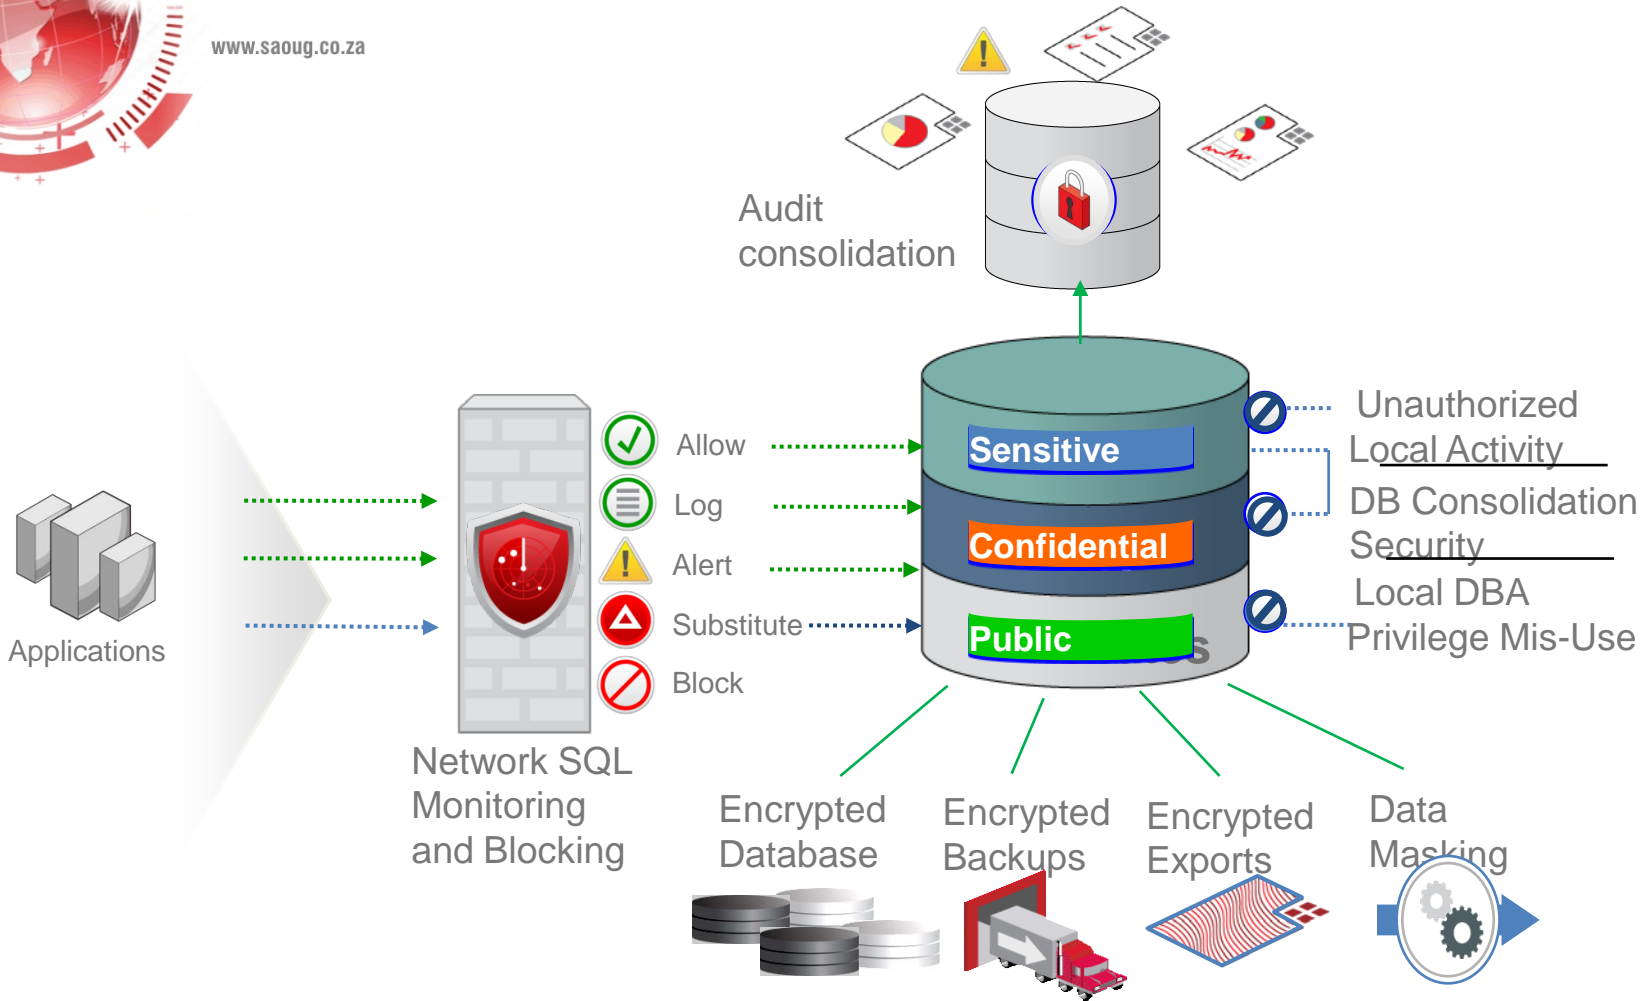 www.saoug.co.za
Audit
consolidation
Unauthorized
Local Activity
DB Consolidation
Security
Local DBA
Privilege Mis-Use
Allow
Log
Alert
Substitute
Block
Sensitive
Confidential
Public
Applications
Network SQL
Monitoring
and Blocking
Encrypted
Database
Encrypted
Backups
Encrypted
Exports
Data
Masking